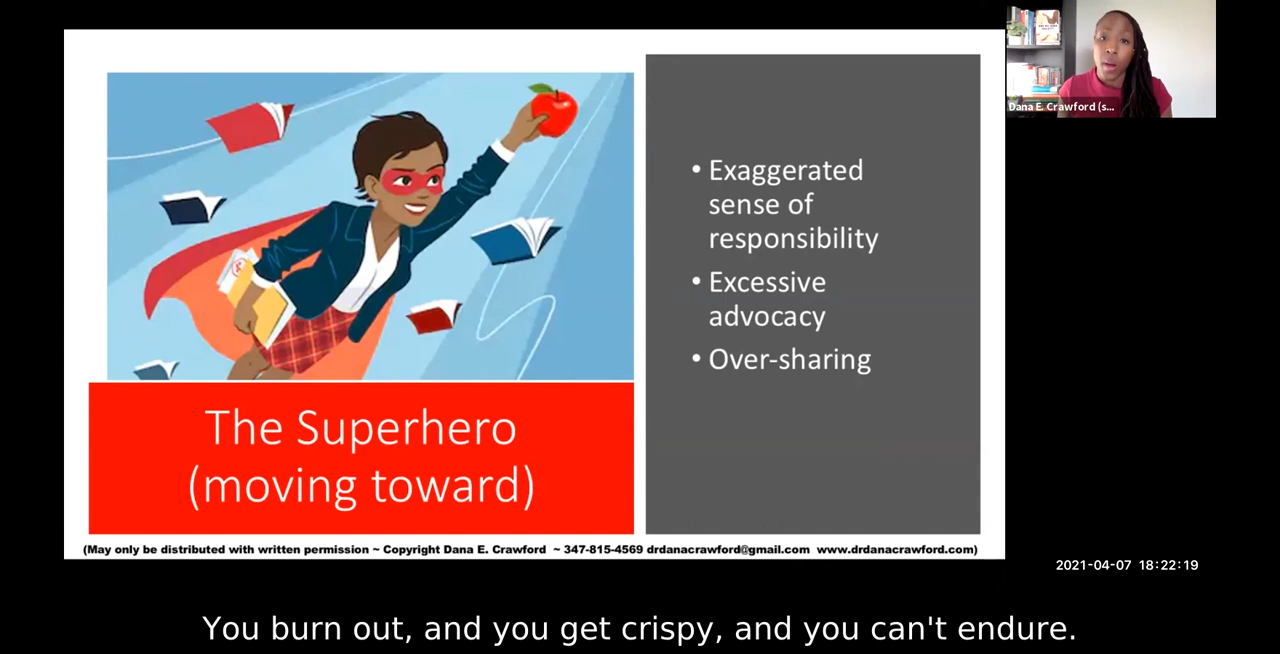 Dana E. Crawford (s...
• Exaggerated
sense of
responsibility
• Excessive
advocacy
• Over-sharing
The Superhero
(moving toward)
(May only be distributed with written permission ~ Copyright Dana E. Crawford ~ 347-815-4569 drdanacrawford@gmail.com www.drdanacrawford.com)
2021-04-07 18:22:19
You burn out, and you get crispy, and you can't endure.